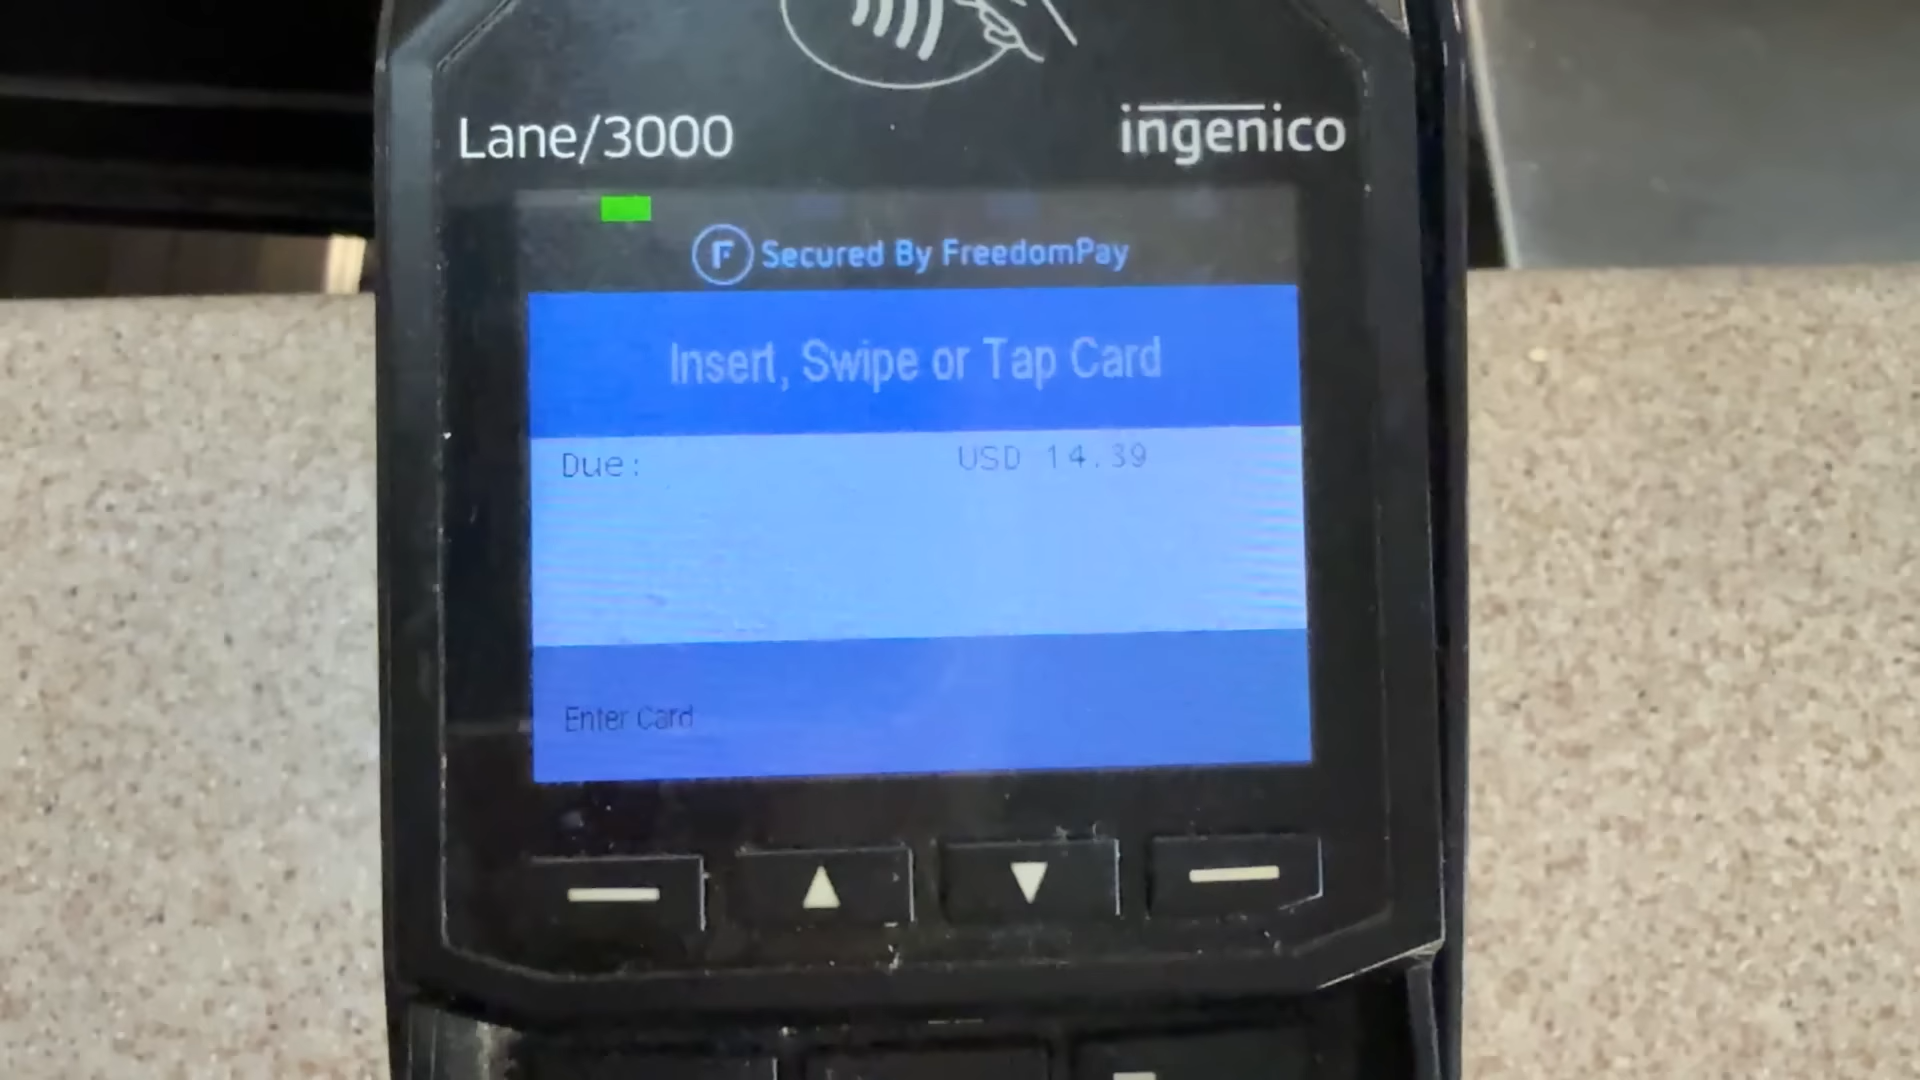 Lane/3000
ingenico
F Secured By FreedomPay
Insert, Swipe or Tap Card
Due: USD 14.39
Enter Card